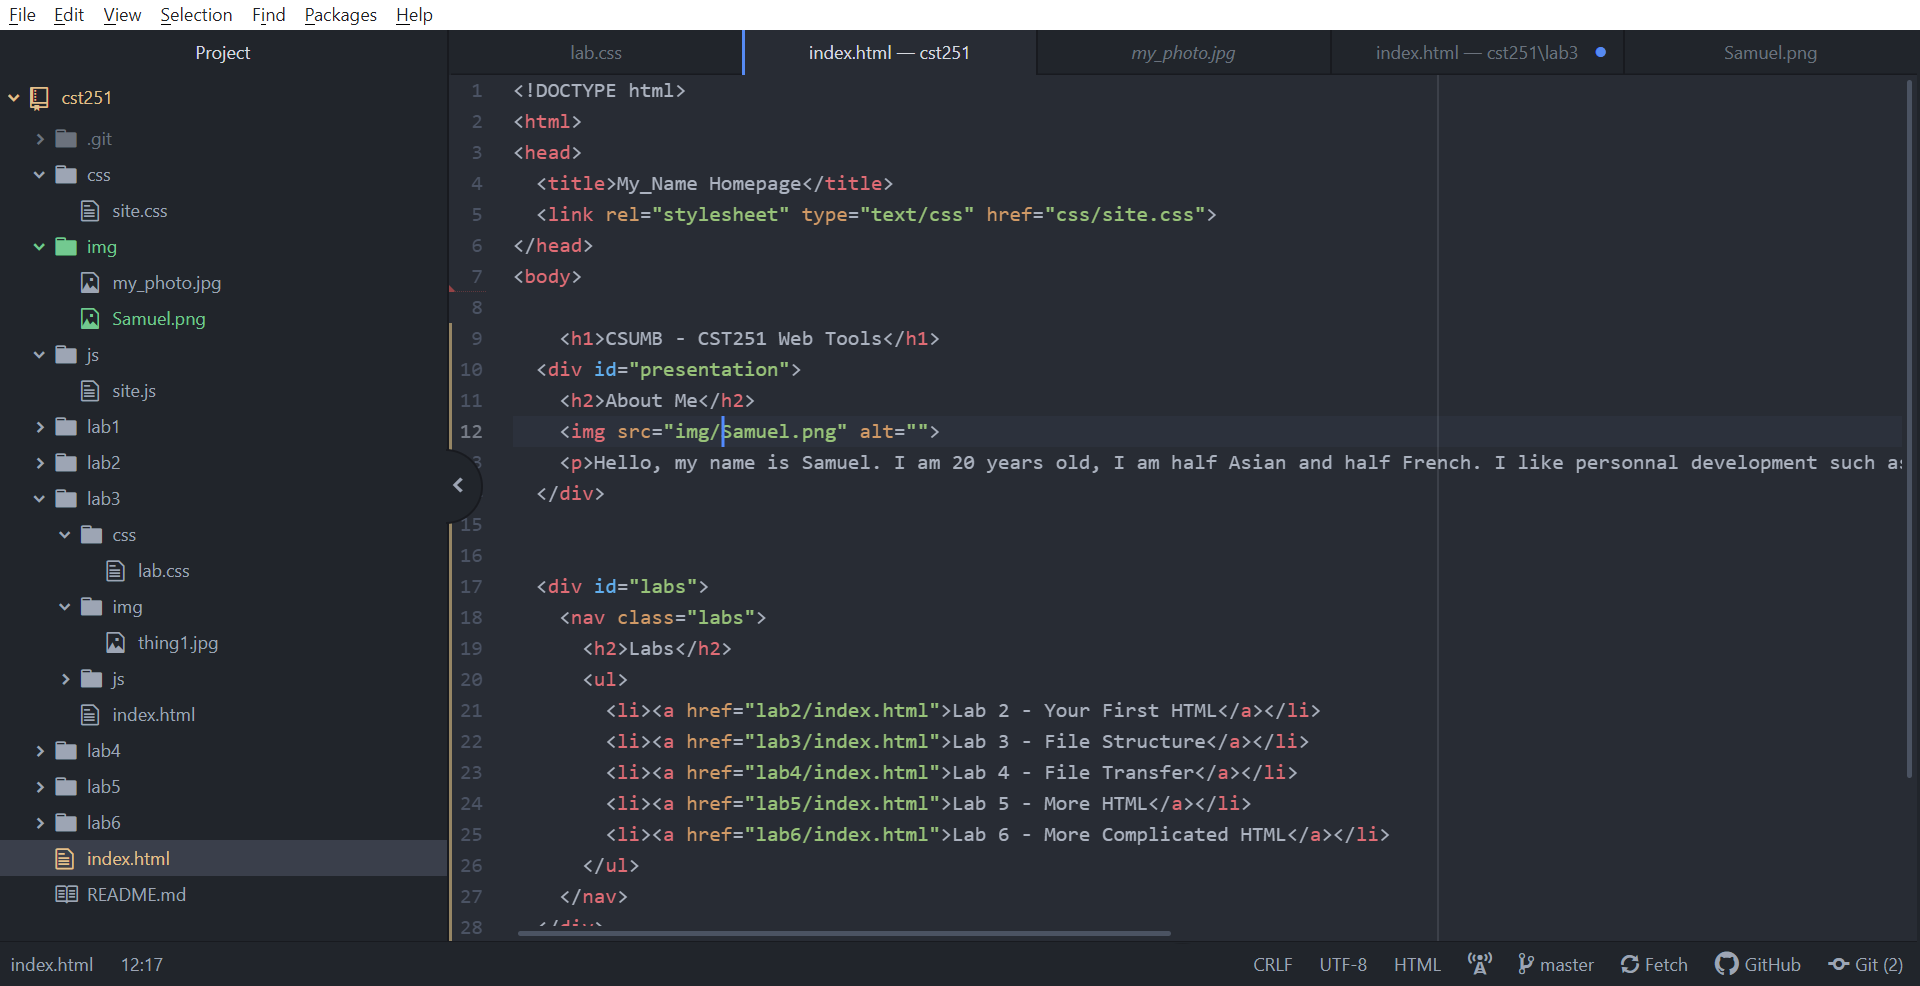 File Edit View Selection Find Packages Help
Project
lab.css
index.html — cst251
my_photo.jpg
index.html — cst251\lab3
Samuel.png
cst251
.git
css
site.css
img
my_photo.jpg
Samuel.png
js
site.js
lab1
lab2
lab3
css
lab.css
img
thing1.jpg
js
index.html
lab4
lab5
lab6
index.html
README.md
1 <!DOCTYPE html>
2 <html>
3 <head>
4 <title>My_Name Homepage</title>
5 <link rel="stylesheet" type="text/css" href="css/site.css">
6 </head>
7 <body>
8
9 <h1>CSUMB - CST251 Web Tools</h1>
10 <div id="presentation">
11 <h2>About Me</h2>
12 <img src="img/Samuel.png" alt="">
3 <p>Hello, my name is Samuel. I am 20 years old, I am half Asian and half French. I like personnal development such as
</div>
15
16
17 <div id="labs">
18 <nav class="labs">
19 <h2>Labs</h2>
20 <ul>
21 <li><a href="lab2/index.html">Lab 2 - Your First HTML</a></li>
22 <li><a href="lab3/index.html">Lab 3 - File Structure</a></li>
23 <li><a href="lab4/index.html">Lab 4 - File Transfer</a></li>
24 <li><a href="lab5/index.html">Lab 5 - More HTML</a></li>
25 <li><a href="lab6/index.html">Lab 6 - More Complicated HTML</a></li>
26 </ul>
27 </nav>
28 </div>
index.html 12:17 CRLF UTF-8 HTML master Fetch GitHub Git (2)